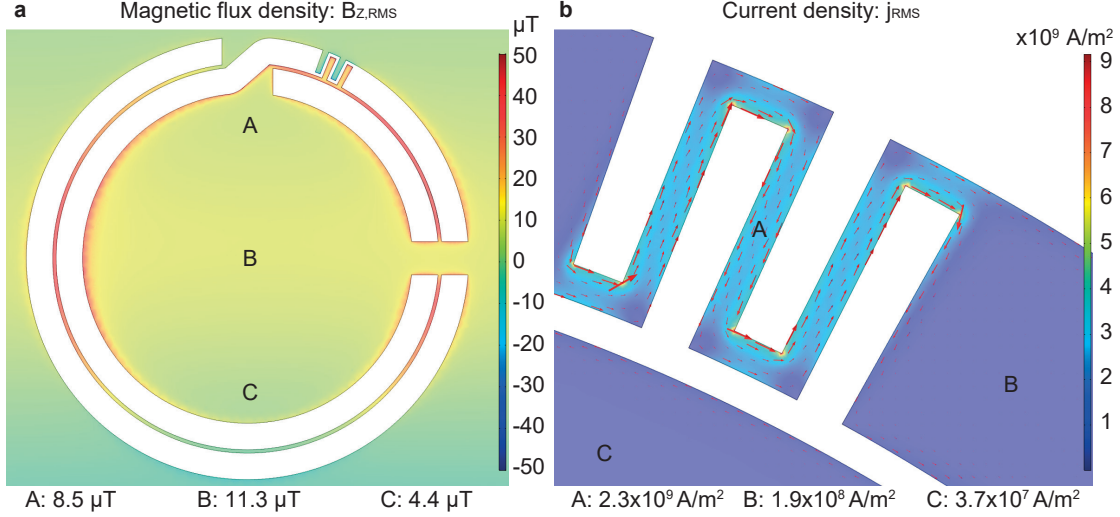 a Magnetic flux density: BZ,RMS
µT
50
40
30
20
10
0
-10
-20
-30
-40
-50
A
B
C
A: 8.5 µT B: 11.3 µT C: 4.4 µT
b Current density: jRMS
x10⁹ A/m²
9
8
7
6
5
4
3
2
1
A
B
C
A: 2.3x10⁹ A/m² B: 1.9x10⁸ A/m² C: 3.7x10⁷ A/m²